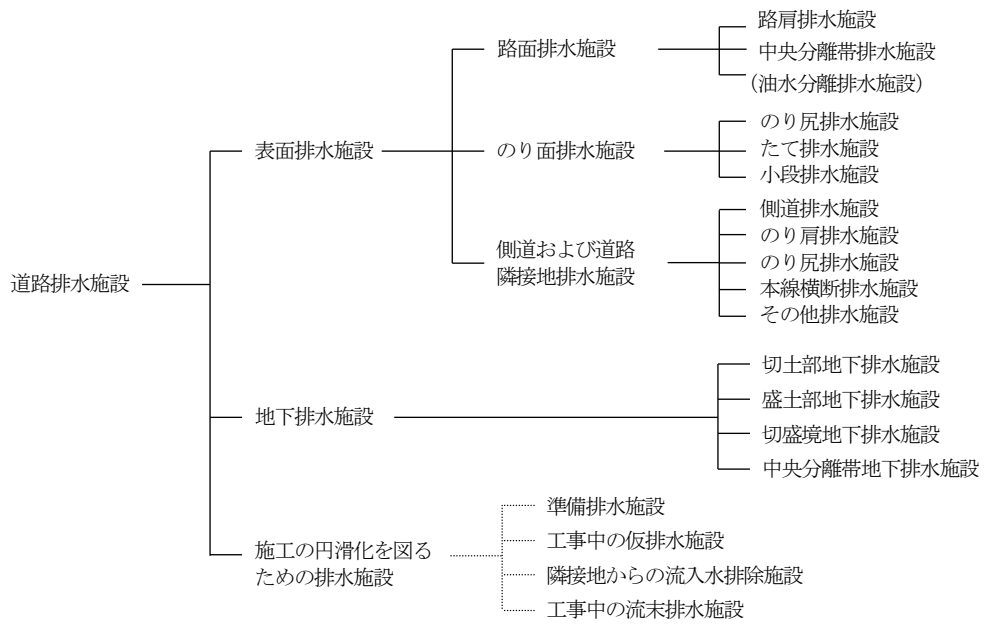 道路排水施設
表面排水施設
路面排水施設
路肩排水施設
中央分離帯排水施設
(油水分離排水施設)
のり面排水施設
のり尻排水施設
たて排水施設
小段排水施設
側道および道路
隣接地排水施設
側道排水施設
のり肩排水施設
のり尻排水施設
本線横断排水施設
その他排水施設
地下排水施設
切土部地下排水施設
盛土部地下排水施設
切盛境地下排水施設
中央分離帯地下排水施設
施工の円滑化を図る
ための排水施設
準備排水施設
工事中の仮排水施設
隣接地からの流入水排除施設
工事中の流末排水施設